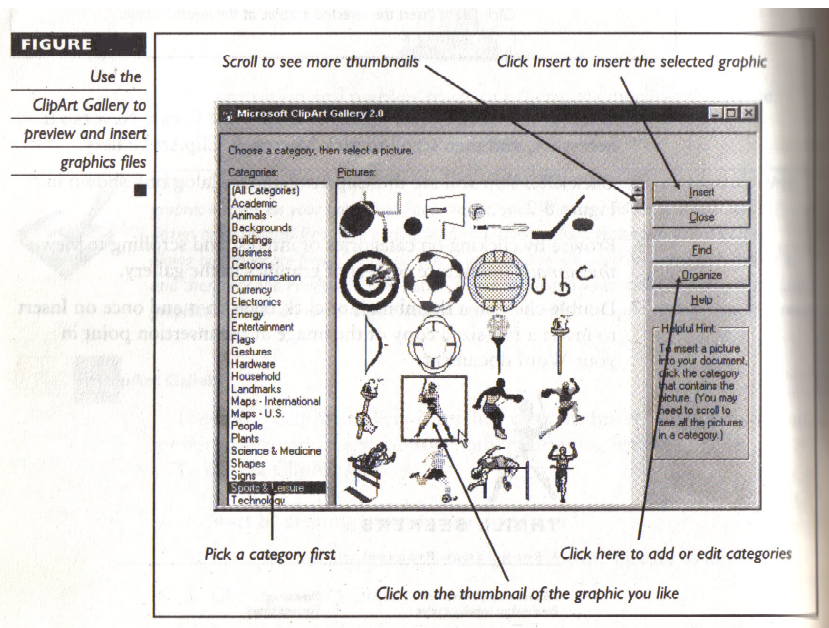 FIGURE
Use the
ClipArt Gallery to
preview and insert
graphics files
Scroll to see more thumbnails
Click Insert to insert the selected graphic
Microsoft ClipArt Gallery 2.0
Choose a category, then select a picture.
Categories:
Pictures:
(All Categories)
Academic
Animals
Backgrounds
Buildings
Business
Cartoons
Communication
Currency
Electronics
Emotions
Entertainment
Flags
Gestures
Hardware
Household
Landmarks
Maps - International
Maps - U.S.
People
Plants
Science & Medicine
Shapes
Signs
Sports & Leisure
Technology
Insert
Close
Find
Organize
Help
Helpful Hint:
To insert a picture
into your document,
click the category
that contains the
picture. (You may
need to scroll to
see all the pictures
in a category.)
Pick a category first
Click here to add or edit categories
Click on the thumbnail of the graphic you like